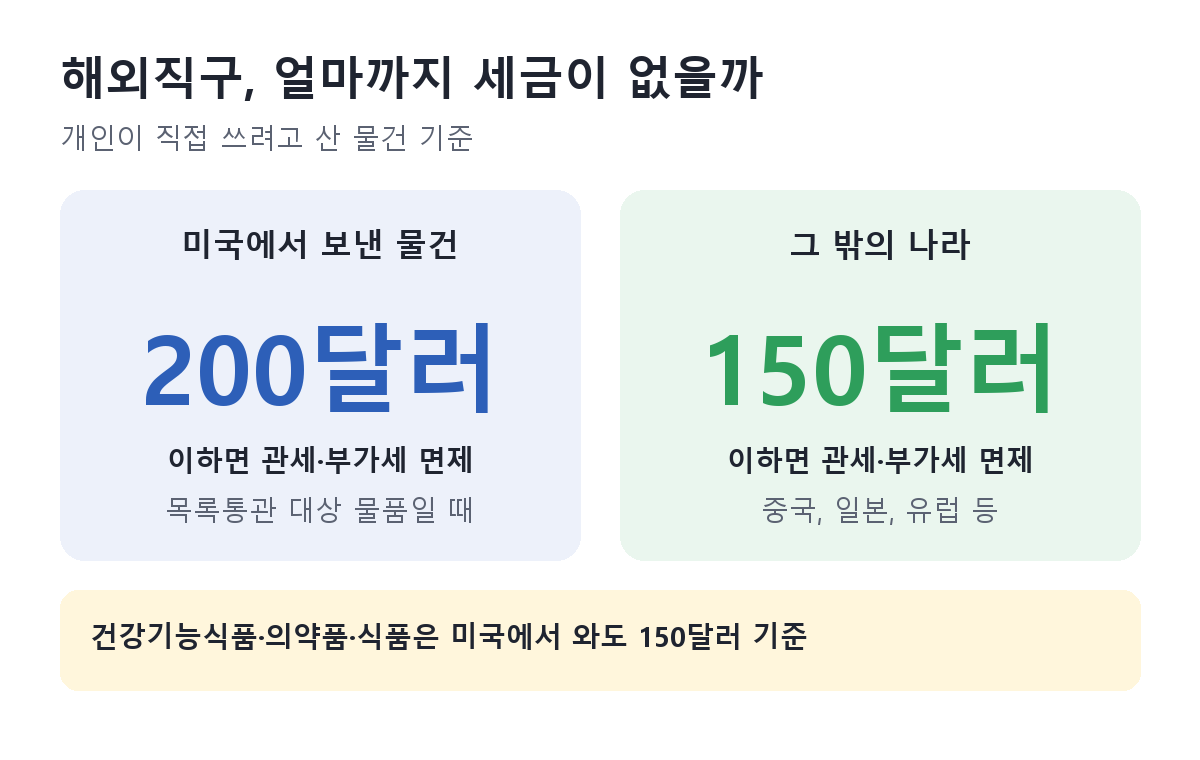 해외직구, 얼마까지 세금이 없을까
개인이 직접 쓰려고 산 물건 기준
미국에서 보낸 물건
200달러
이하면 관세·부가세 면제
목록통관 대상 물품일 때
그 밖의 나라
150달러
이하면 관세·부가세 면제
중국, 일본, 유럽 등
건강기능식품·의약품·식품은 미국에서 와도 150달러 기준